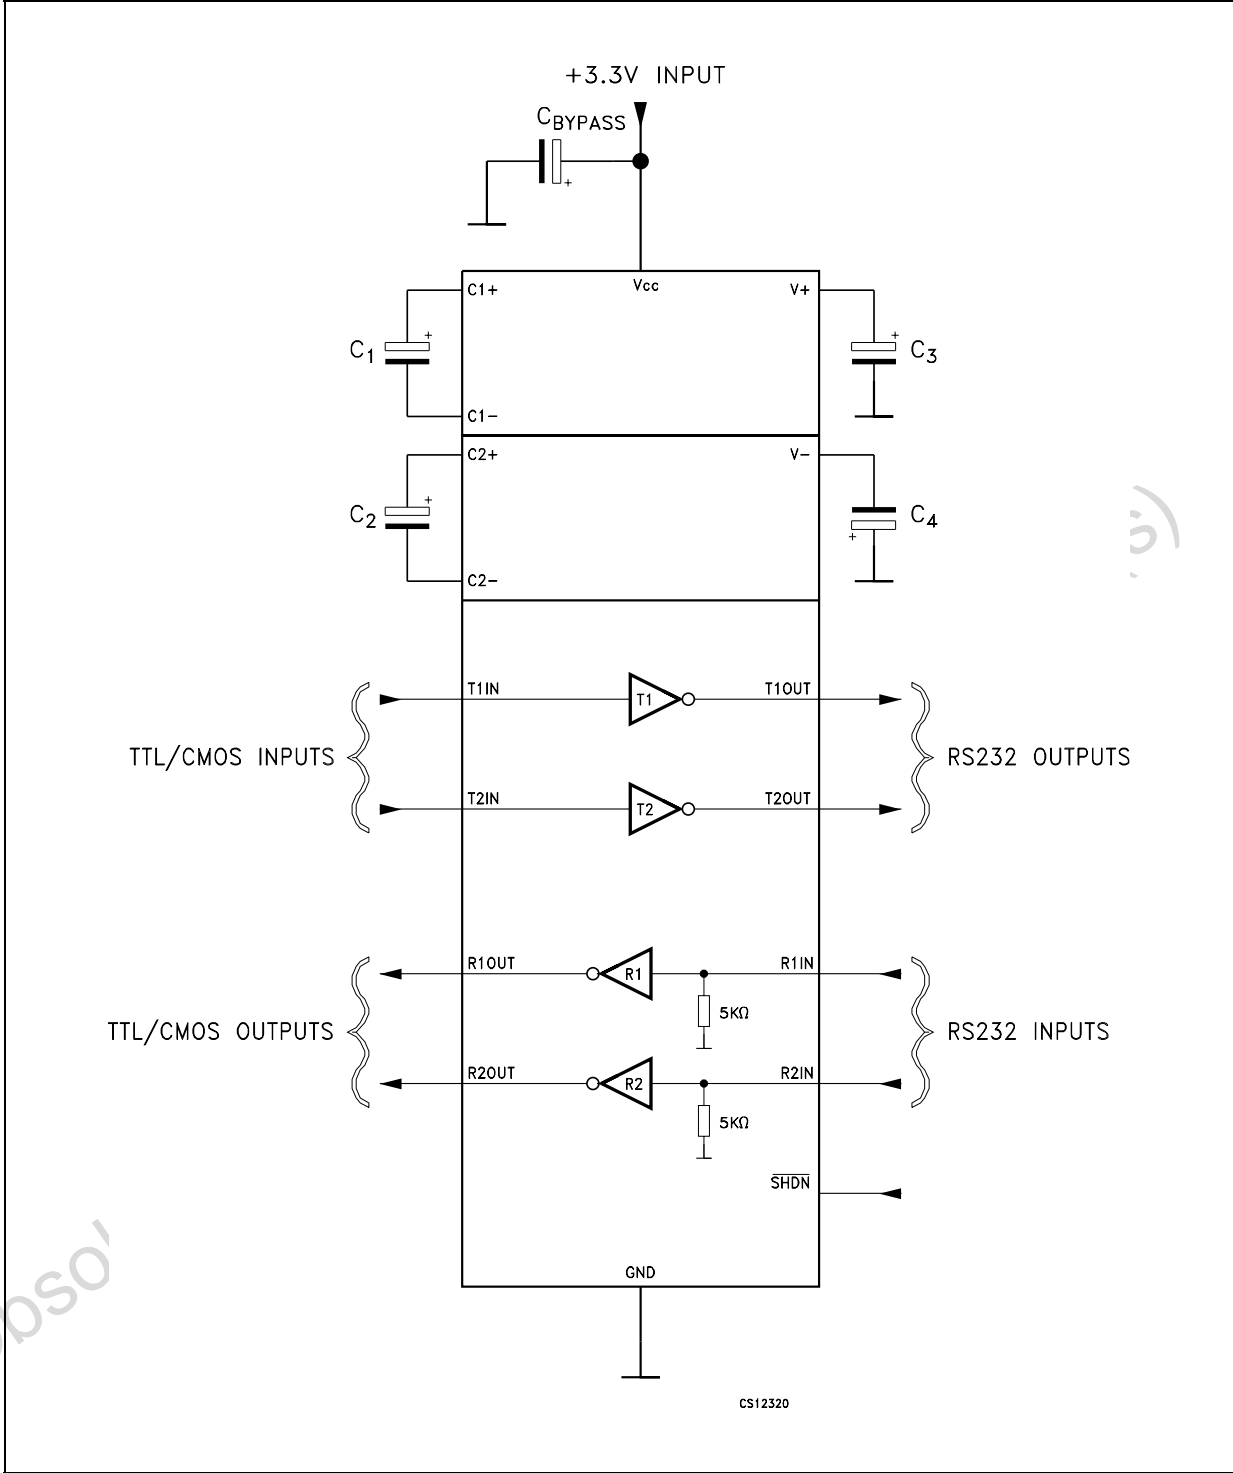 +3.3V INPUT
CBYPASS
+
Vcc
C1+
V+
+
+
C1
C3
C1−
C2+
V−
+
C2
C4
+
C2−
T1IN
T1
T1OUT
TTL/CMOS INPUTS
RS232 OUTPUTS
T2IN
T2
T2OUT
R1OUT
R1
R1IN
5KΩ
TTL/CMOS OUTPUTS
RS232 INPUTS
R2OUT
R2
R2IN
5KΩ
SHDN
GND
CS12320